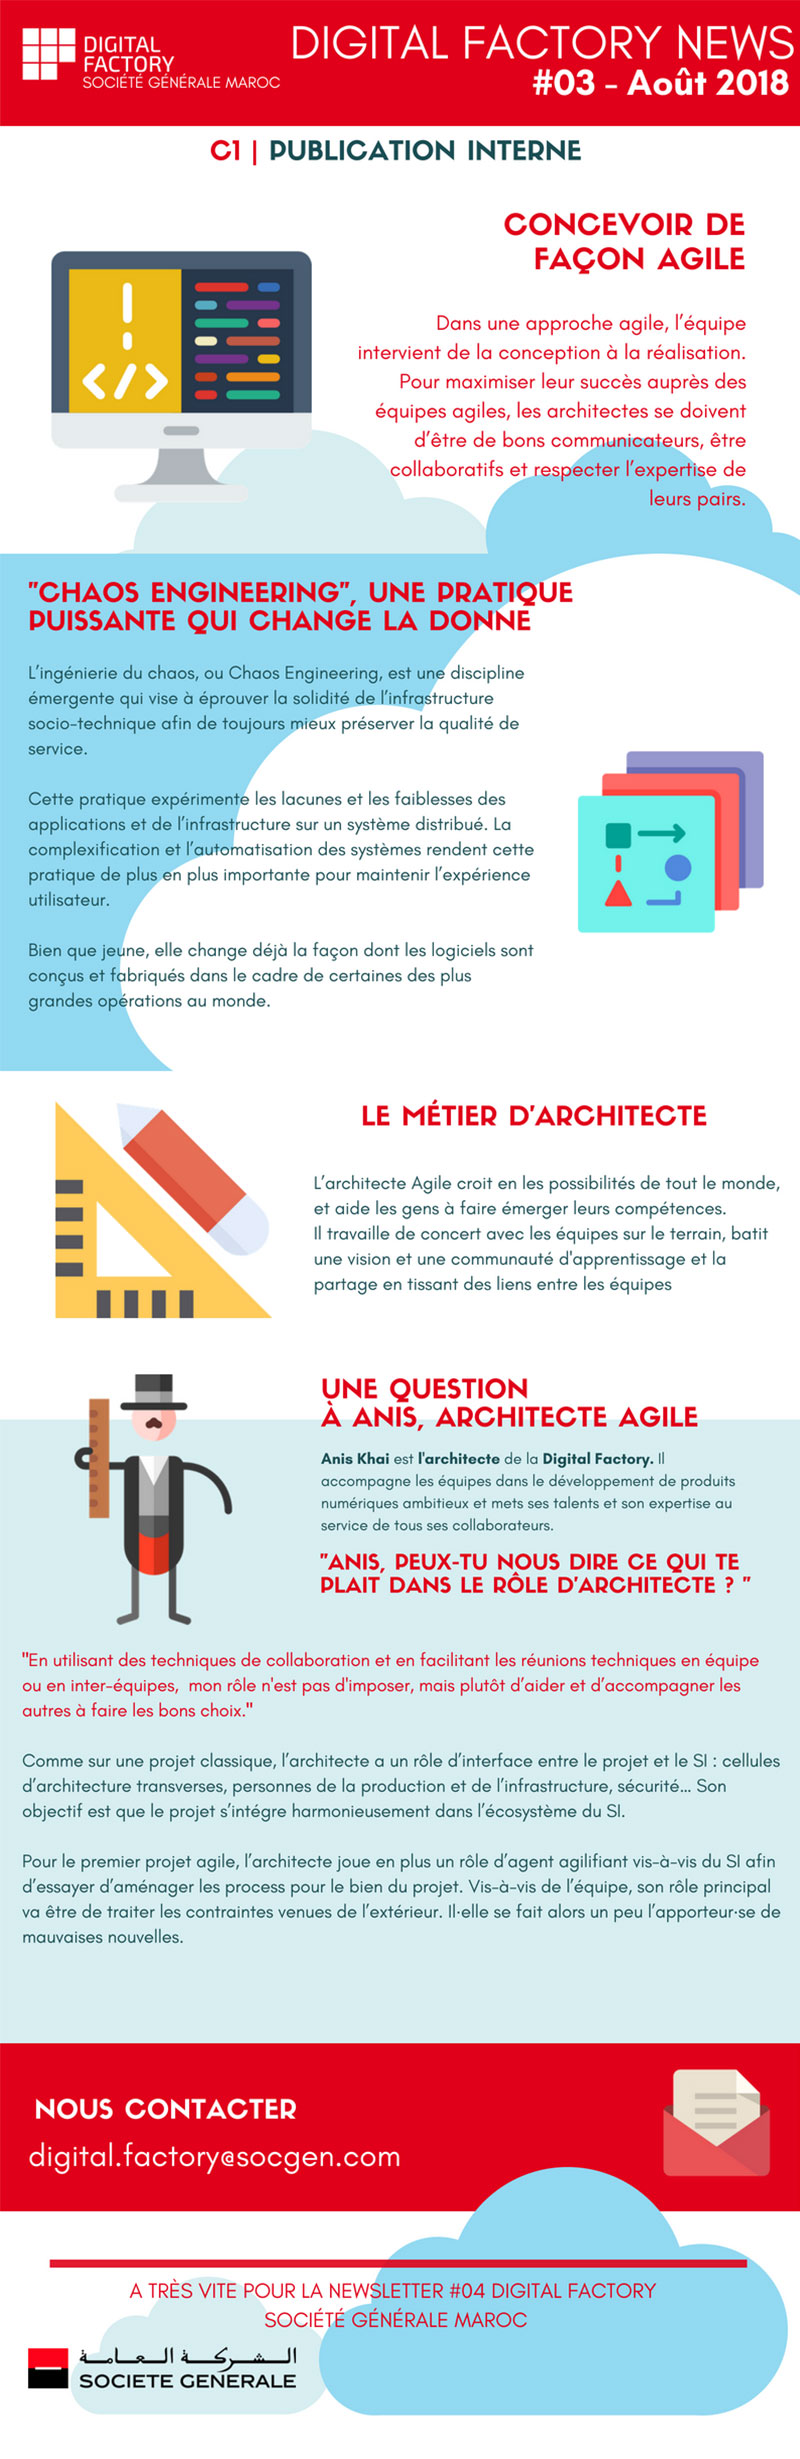 DIGITAL
FACTORY
SOCIÉTÉ GÉNÉRALE MAROC
DIGITAL FACTORY NEWS
#03 - Août 2018
C1 | PUBLICATION INTERNE
CONCEVOIR DE
FAÇON AGILE
Dans une approche agile, l’équipe
intervient de la conception à la réalisation.
Pour maximiser leur succès auprès des
équipes agiles, les architectes se doivent
d’être de bons communicateurs, être
collaboratifs et respecter l’expertise de
leurs pairs.
"CHAOS ENGINEERING", UNE PRATIQUE
PUISSANTE QUI CHANGE LA DONNE
L’ingénierie du chaos, ou Chaos Engineering, est une discipline
émergente qui vise à éprouver la solidité de l’infrastructure
socio-technique afin de toujours mieux préserver la qualité de
service.
Cette pratique expérimente les lacunes et les faiblesses des
applications et de l’infrastructure sur un système distribué. La
complexification et l’automatisation des systèmes rendent cette
pratique de plus en plus importante pour maintenir l’expérience
utilisateur.
Bien que jeune, elle change déjà la façon dont les logiciels sont
conçus et fabriqués dans le cadre de certaines des plus
grandes opérations au monde.
LE MÉTIER D'ARCHITECTE
L’architecte Agile croit en les possibilités de tout le monde,
et aide les gens à faire émerger leurs compétences.
Il travaille de concert avec les équipes sur le terrain, batit
une vision et une communauté d'apprentissage et la
partage en tissant des liens entre les équipes
UNE QUESTION
À ANIS, ARCHITECTE AGILE
Anis Khai est l'architecte de la Digital Factory. Il
accompagne les équipes dans le développement de produits
numériques ambitieux et mets ses talents et son expertise au
service de tous ses collaborateurs.
"ANIS, PEUX-TU NOUS DIRE CE QUI TE
PLAIT DANS LE RÔLE D'ARCHITECTE ? "
"En utilisant des techniques de collaboration et en facilitant les réunions techniques en équipe
ou en inter-équipes, mon rôle n'est pas d'imposer, mais plutôt d’aider et d’accompagner les
autres à faire les bons choix."
Comme sur une projet classique, l’architecte a un rôle d’interface entre le projet et le SI : cellules
d’architecture transverses, personnes de la production et de l’infrastructure, sécurité... Son
objectif est que le projet s’intégre harmonieusement dans l’écosystème du SI.
Pour le premier projet agile, l’architecte joue en plus un rôle d’agent agilifiant vis-à-vis du SI afin
d’essayer d’aménager les process pour le bien du projet. Vis-à-vis de l’équipe, son rôle principal
va être de traiter les contraintes venues de l’extérieur. Il·elle se fait alors un peu l’apporteur·se de
mauvaises nouvelles.
NOUS CONTACTER
digital.factory@socgen.com
A TRÈS VITE POUR LA NEWSLETTER #04 DIGITAL FACTORY
SOCIÉTÉ GÉNÉRALE MAROC
الشركة العامة
SOCIETE GENERALE